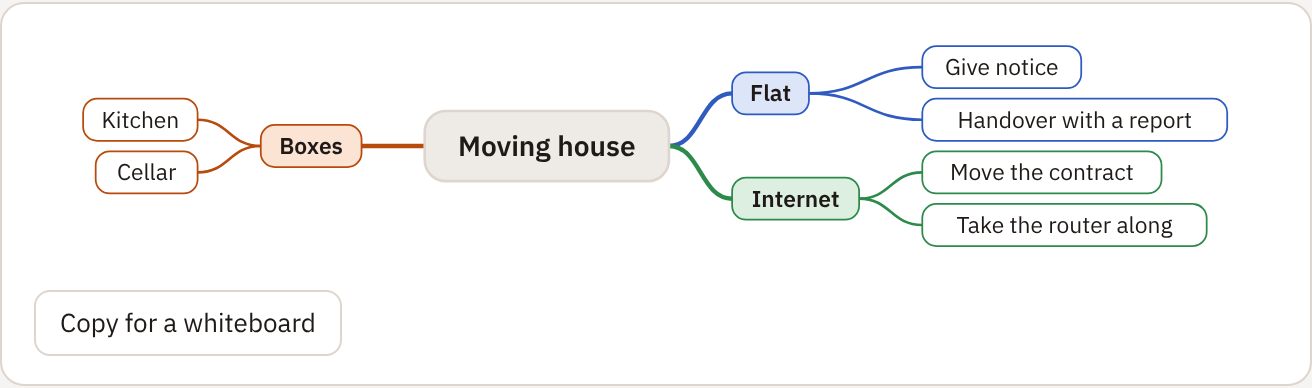 Moving house
Flat
Give notice
Handover with a report
Internet
Move the contract
Take the router along
Boxes
Kitchen
Cellar
Copy for a whiteboard